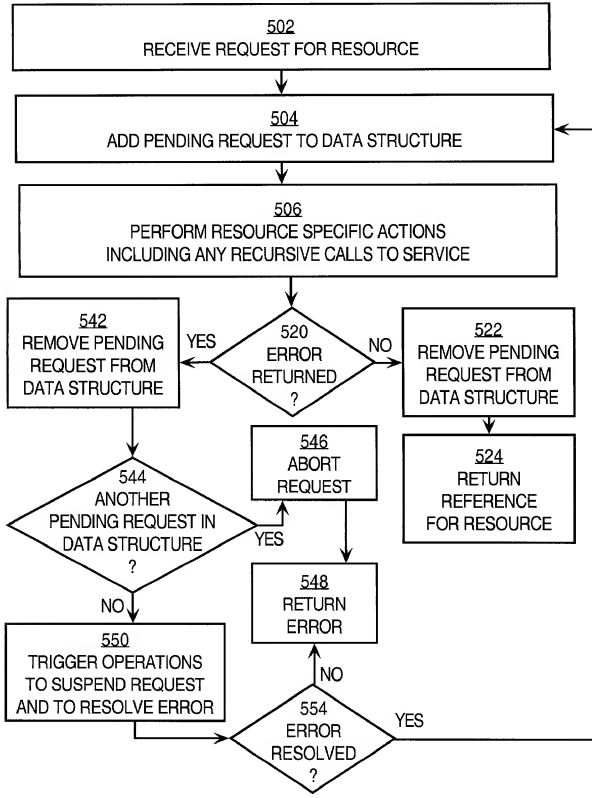 502
RECEIVE REQUEST FOR RESOURCE
504
ADD PENDING REQUEST TO DATA STRUCTURE
506
PERFORM RESOURCE SPECIFIC ACTIONS
INCLUDING ANY RECURSIVE CALLS TO SERVICE
520
ERROR
RETURNED
?
YES
NO
542
REMOVE PENDING
REQUEST FROM
DATA STRUCTURE
522
REMOVE PENDING
REQUEST FROM
DATA STRUCTURE
524
RETURN
REFERENCE
FOR RESOURCE
544
ANOTHER
PENDING REQUEST IN
DATA STRUCTURE
?
YES
NO
546
ABORT
REQUEST
548
RETURN
ERROR
550
TRIGGER OPERATIONS
TO SUSPEND REQUEST
AND TO RESOLVE ERROR
554
ERROR
RESOLVED
?
NO
YES